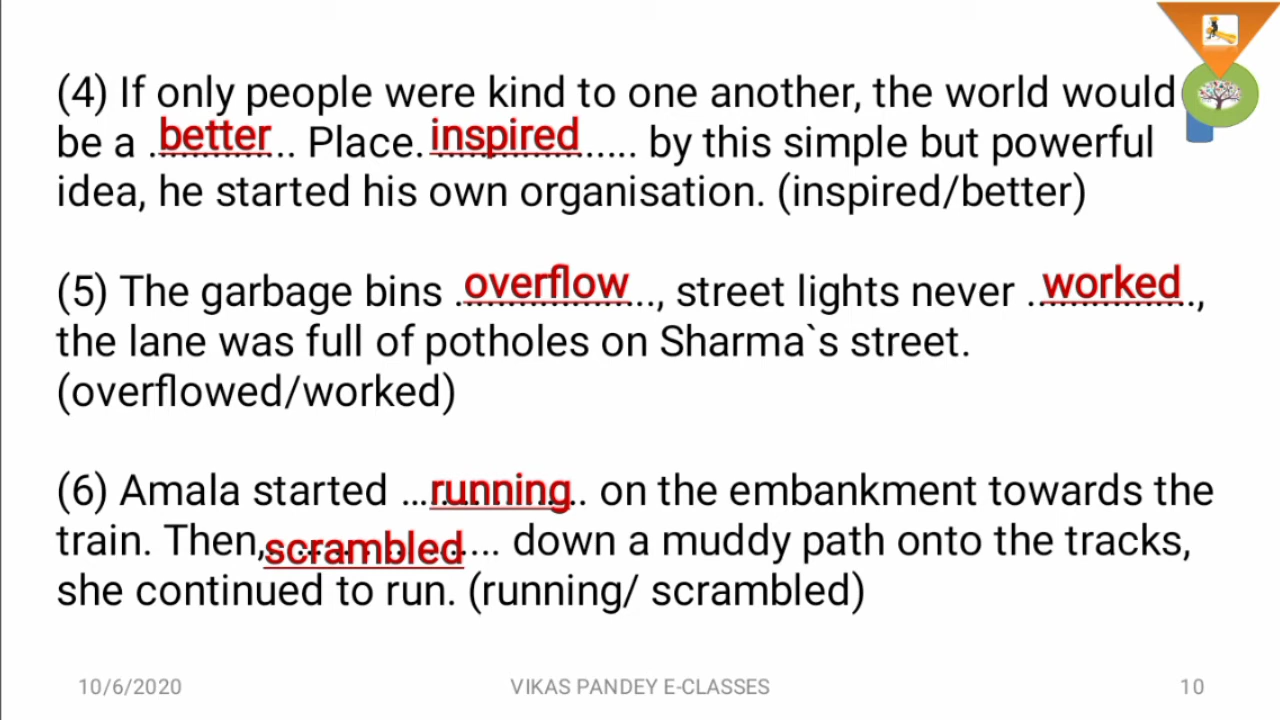 (4) If only people were kind to one another, the world would
be a .better.. Place.inspired..... by this simple but powerful
idea, he started his own organisation. (inspired/better)
(5) The garbage bins .overflow.., street lights never ..worked.,
the lane was full of potholes on Sharma`s street.
(overflowed/worked)
(6) Amala started ...running.. on the embankment towards the
train. Then,scrambled.... down a muddy path onto the tracks,
she continued to run. (running/ scrambled)
10/6/2020 VIKAS PANDEY E-CLASSES 10